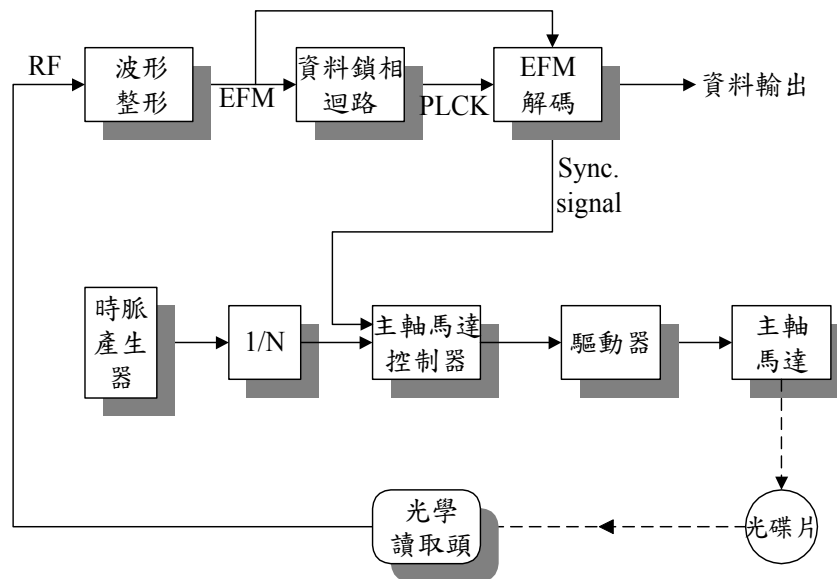 RF
波形
整形
EFM
資料鎖相
迴路
PLCK
EFM
解碼
資料輸出
Sync.
signal
時脈
產生
器
1/N
主軸馬達
控制器
驅動器
主軸
馬達
光學
讀取頭
光碟片